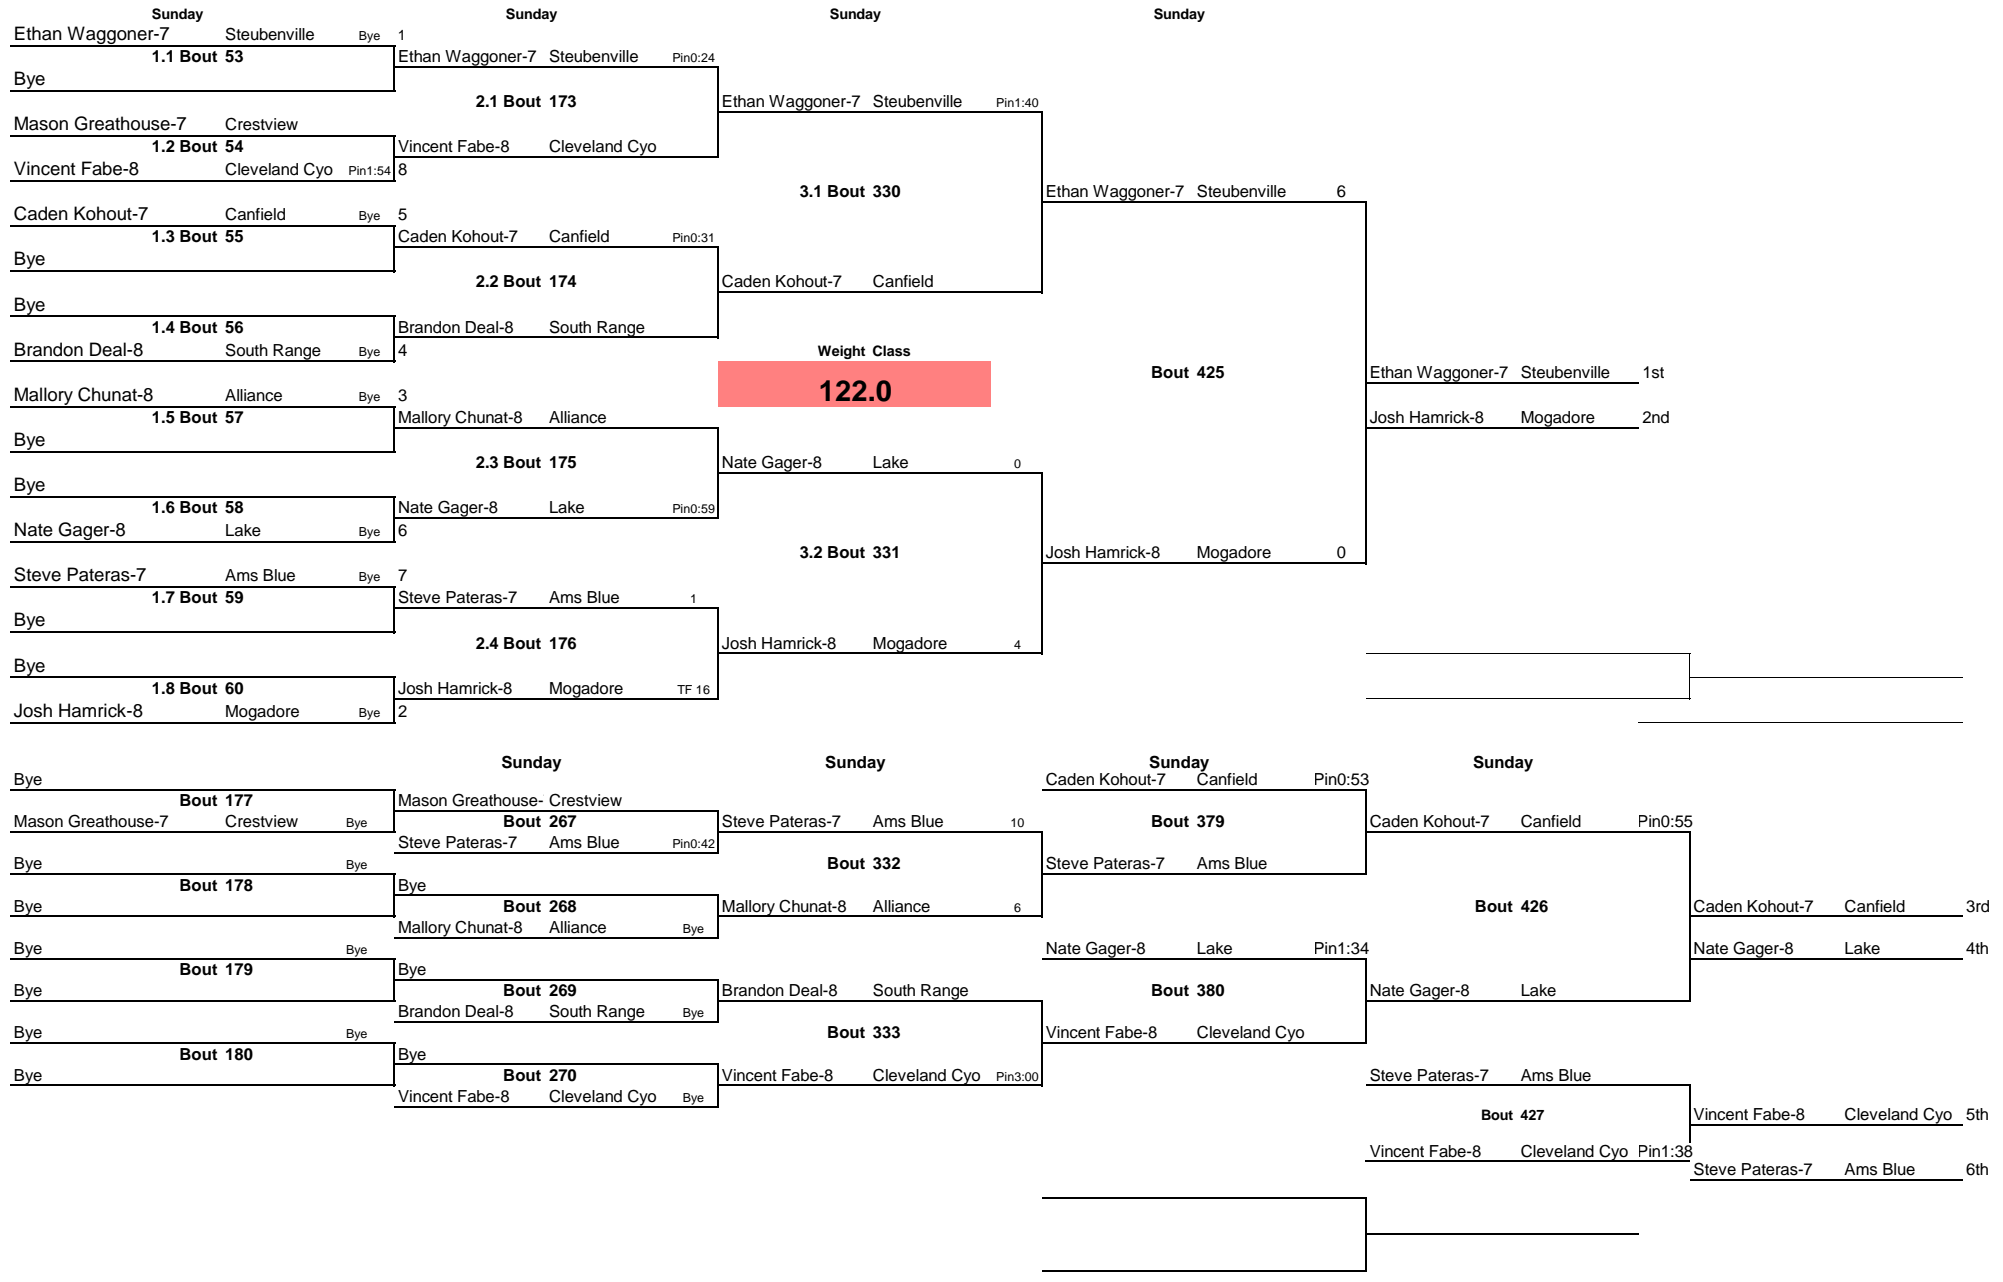 Sunday Sunday Sunday Sunday
Ethan Waggoner-7 Steubenville Bye 1
1.1 Bout 53 Ethan Waggoner-7 Steubenville Pin0:24
Bye
2.1 Bout 173 Ethan Waggoner-7 Steubenville Pin1:40
Mason Greathouse-7 Crestview
1.2 Bout 54 Vincent Fabe-8 Cleveland Cyo
Vincent Fabe-8 Cleveland Cyo Pin1:54 8
3.1 Bout 330 Ethan Waggoner-7 Steubenville 6
Caden Kohout-7 Canfield Bye 5
1.3 Bout 55 Caden Kohout-7 Canfield Pin0:31
Bye
2.2 Bout 174 Caden Kohout-7 Canfield
Bye
1.4 Bout 56 Brandon Deal-8 South Range
Brandon Deal-8 South Range Bye 4 Weight Class
Bout 425 Ethan Waggoner-7 Steubenville 1st
122.0
Mallory Chunat-8 Alliance Bye 3
1.5 Bout 57 Mallory Chunat-8 Alliance Josh Hamrick-8 Mogadore 2nd
Bye
2.3 Bout 175 Nate Gager-8 Lake 0
Bye
1.6 Bout 58 Nate Gager-8 Lake Pin0:59
Nate Gager-8 Lake Bye 6
3.2 Bout 331 Josh Hamrick-8 Mogadore 0
Steve Pateras-7 Ams Blue Bye 7
1.7 Bout 59 Steve Pateras-7 Ams Blue 1
Bye
2.4 Bout 176 Josh Hamrick-8 Mogadore 4
Bye
1.8 Bout 60 Josh Hamrick-8 Mogadore TF 16
Josh Hamrick-8 Mogadore Bye 2
Sunday Sunday Sunday Sunday
Bye Caden Kohout-7 Canfield Pin0:53
Bout 177 Mason Greathouse- Crestview
Mason Greathouse-7 Crestview Bye Bout 267 Steve Pateras-7 Ams Blue 10 Bout 379 Caden Kohout-7 Canfield Pin0:55
Steve Pateras-7 Ams Blue Pin0:42
Bye Bye Bout 332 Steve Pateras-7 Ams Blue
Bout 178 Bye
Bye Bout 268 Mallory Chunat-8 Alliance 6 Bout 426 Caden Kohout-7 Canfield 3rd
Mallory Chunat-8 Alliance Bye
Bye Bye Nate Gager-8 Lake Pin1:34 Nate Gager-8 Lake 4th
Bout 179 Bye
Bye Bout 269 Brandon Deal-8 South Range Bout 380 Nate Gager-8 Lake
Brandon Deal-8 South Range Bye
Bye Bye Bout 333 Vincent Fabe-8 Cleveland Cyo
Bout 180 Bye
Bye Bout 270 Vincent Fabe-8 Cleveland Cyo Pin3:00 Steve Pateras-7 Ams Blue
Vincent Fabe-8 Cleveland Cyo Bye
Bout 427 Vincent Fabe-8 Cleveland Cyo 5th
Vincent Fabe-8 Cleveland Cyo Pin1:38
Steve Pateras-7 Ams Blue 6th